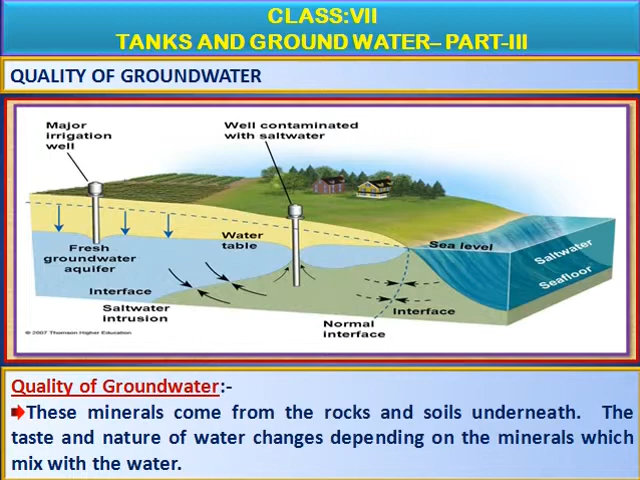 CLASS:VII
TANKS AND GROUND WATER– PART-III
QUALITY OF GROUNDWATER
Major
irrigation
well
Well contaminated
with saltwater
Fresh
groundwater
aquifer
Water
table
Sea level
Saltwater
Seafloor
Interface
Saltwater
intrusion
Interface
Normal
interface
© 2007 Thomson Higher Education
Quality of Groundwater:-
These minerals come from the rocks and soils underneath. The
taste and nature of water changes depending on the minerals which
mix with the water.